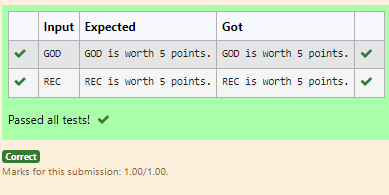 Input Expected Got
GOD GOD is worth 5 points. GOD is worth 5 points.
REC REC is worth 5 points. REC is worth 5 points.
Passed all tests!
Correct
Marks for this submission: 1.00/1.00.